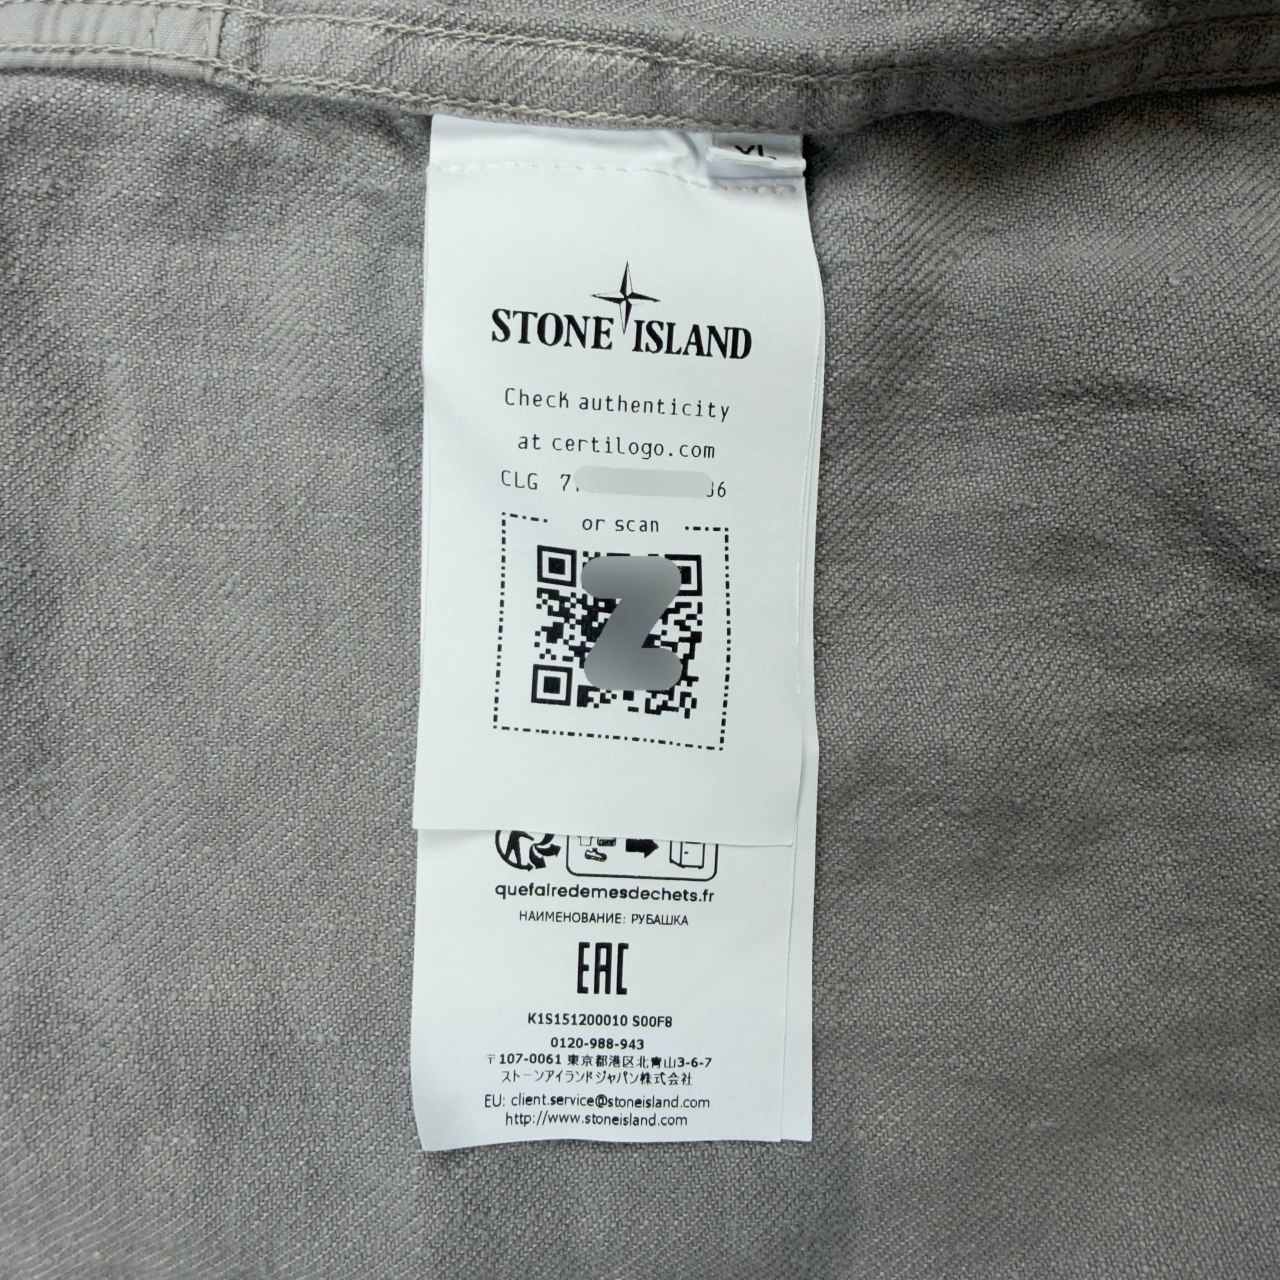 XL
STONE ISLAND
Check authenticity
at certilogo.com
CLG 7 36
or scan
quefairedemesdechets.fr
НАИМЕНОВАНИЕ: РУБАШКА
EAC
K1S151200010 S00F8
0120-988-943
〒107-0061 東京都港区北青山3-6-7
ストーンアイランドジャパン株式会社
EU: client.service@stoneisland.com
http://www.stoneisland.com